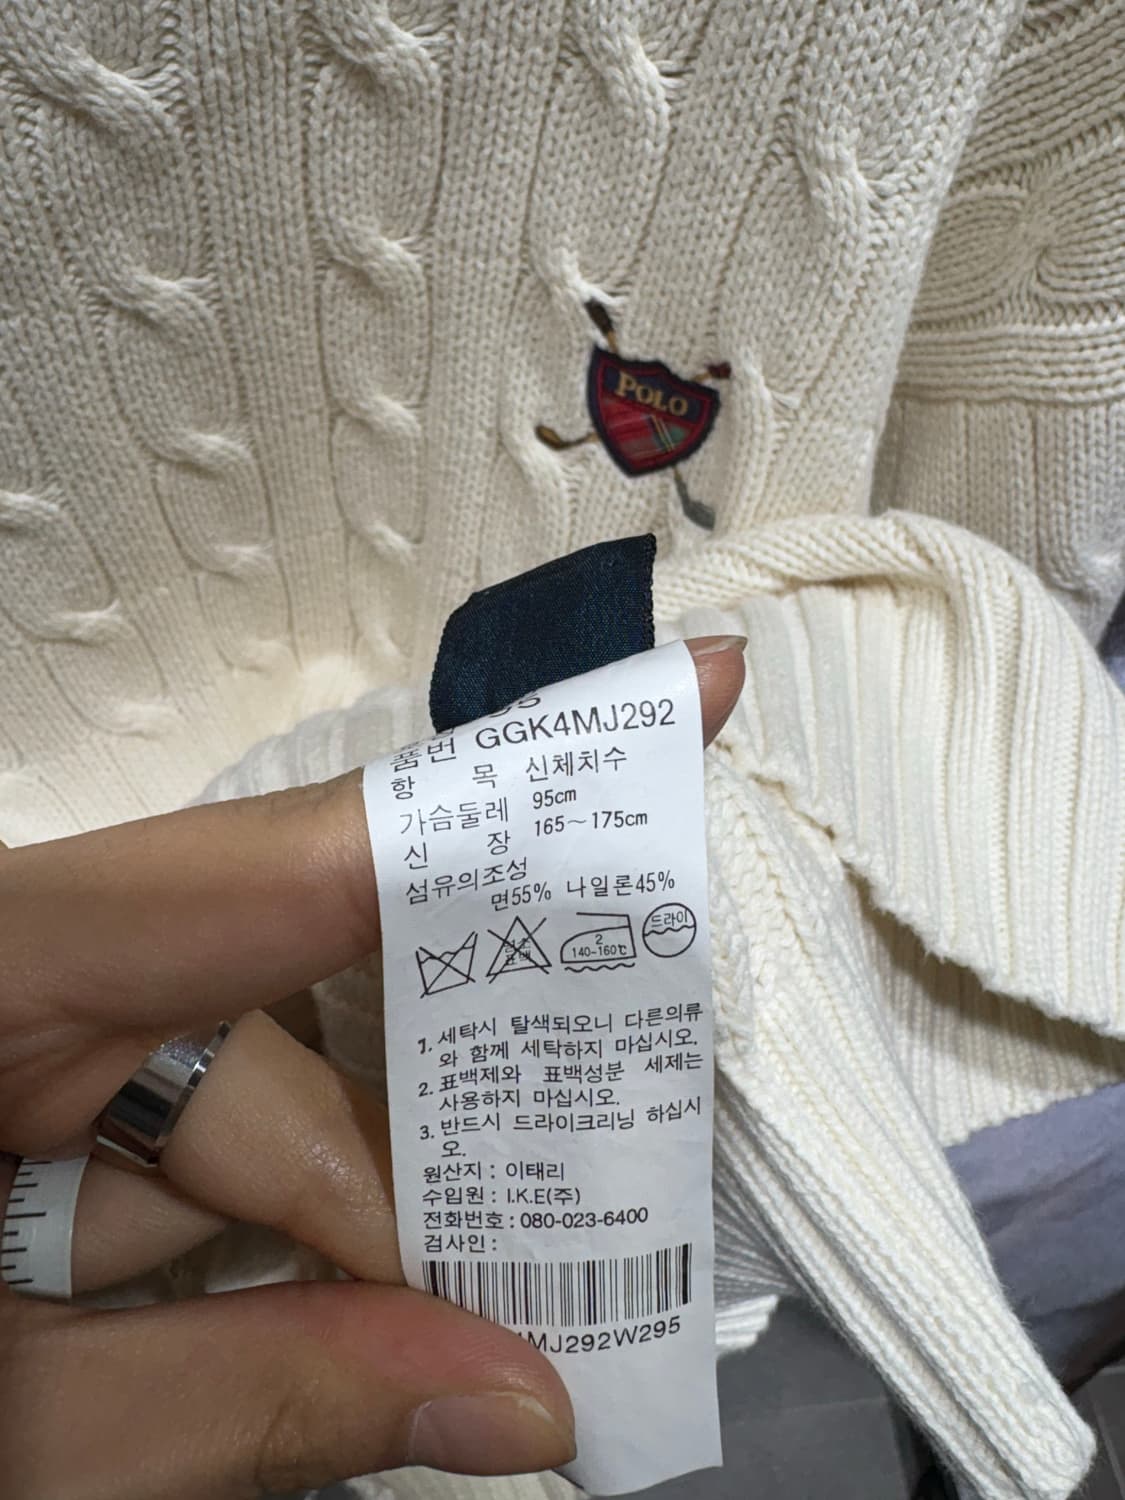 POLO
품번 GGK4MJ292
항 목 신체치수
가슴둘레 95cm
신 장 165~175cm
섬유의조성
면55% 나일론45%
염소 표백
2
140-160℃
드라이
1. 세탁시 탈색되오니 다른의류
와 함께 세탁하지 마십시오.
2. 표백제와 표백성분 세제는
사용하지 마십시오.
3. 반드시 드라이크리닝 하십시
오.
원산지 : 이태리
수입원 : I.K.E(주)
전화번호 : 080-023-6400
검사인 :
MJ292W295